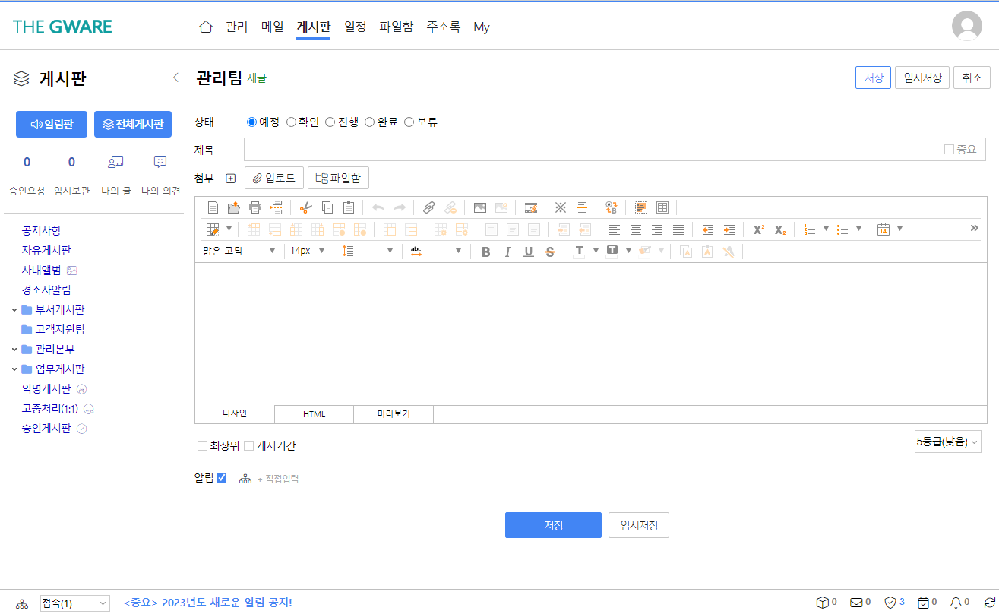 THE GWARE
관리 메일 게시판 일정 파일함 주소록 My
게시판
알림판 전체게시판
0 0
승인요청 임시보관 나의 글 나의 의견
공지사항
자유게시판
사내앨범
경조사알림
부서게시판
고객지원팀
관리본부
업무게시판
익명게시판
고충처리(1:1)
승인게시판
관리팀 새글
저장 임시저장 취소
상태 예정 확인 진행 완료 보류
제목 중요
첨부 업로드 파일함
14
맑은 고딕 14px abc B I U S T T
디자인 HTML 미리보기
최상위 게시기간 5등급(낮음)
알림 + 직접입력
저장 임시저장
접속(1) <중요> 2023년도 새로운 알림 공지! 0 0 3 0 0